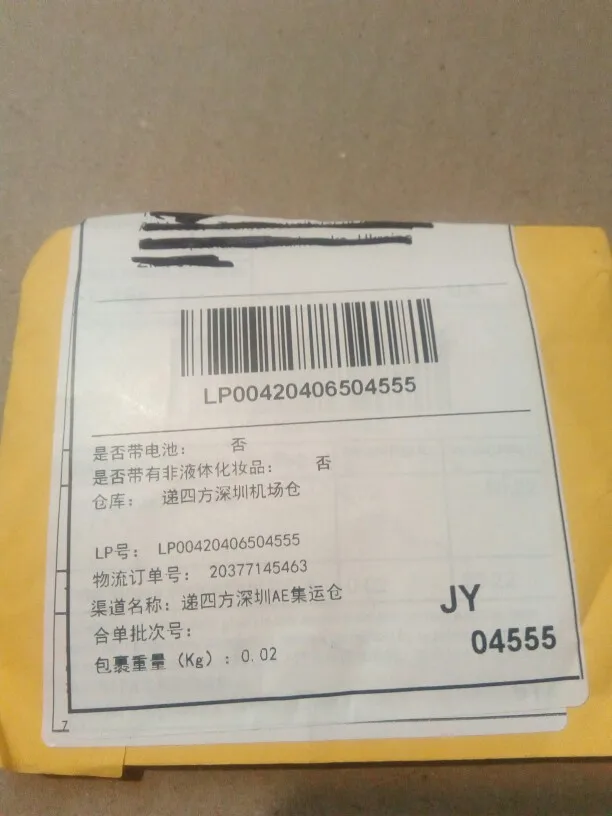 LP00420406504555
是否带电池： 否
是否带有非液体化妆品： 否
仓库： 递四方深圳机场仓
LP号： LP00420406504555
物流订单号： 20377145463
渠道名称：递四方深圳AE集运仓
合单批次号：
包裹重量（Kg）：0.02
JY
04555
7